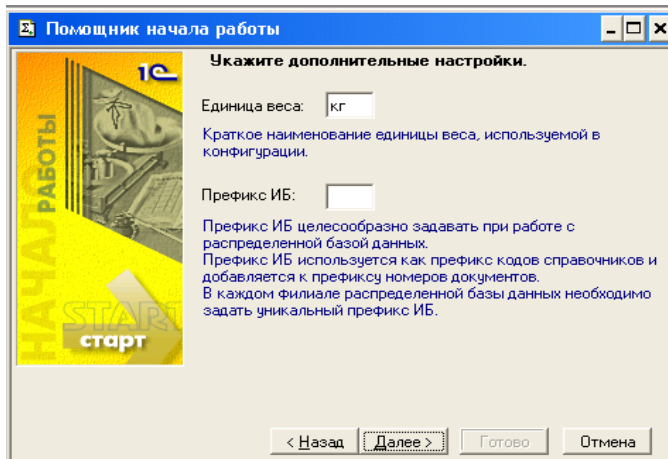 Помощник начала работы
1С
НАЧАЛО
РАБОТЫ
START
старт
Укажите дополнительные настройки.
Единица веса: кг
Краткое наименование единицы веса, используемой в
конфигурации.
Префикс ИБ:
Префикс ИБ целесообразно задавать при работе с
распределенной базой данных.
Префикс ИБ используется как префикс кодов справочников и
добавляется к префиксу номеров документов.
В каждом филиале распределенной базы данных необходимо
задать уникальный префикс ИБ.
< Назад Далее > Готово Отмена